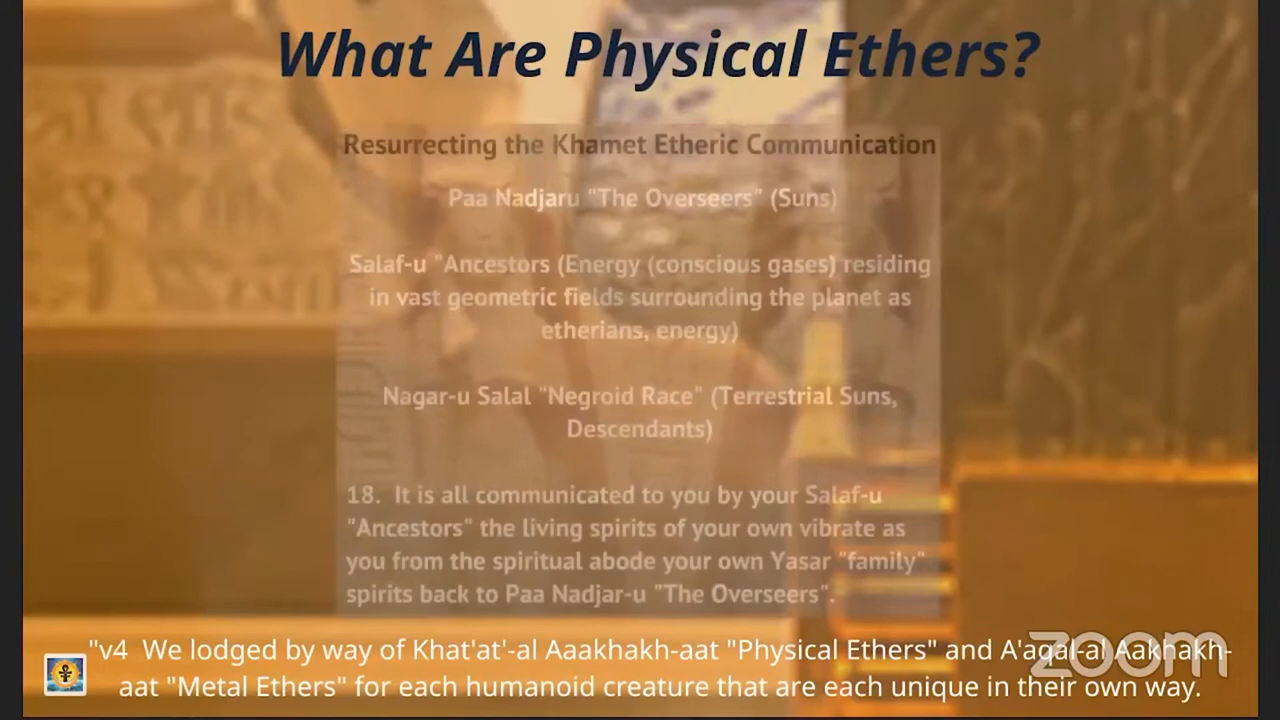 What Are Physical Ethers?
Resurrecting the Khamet Etheric Communication
Paa Nadjaru "The Overseers" (Suns)
Salaf-u "Ancestors (Energy (conscious gases) residing
in vast geometric fields surrounding the planet as
etherians, energy)
Nagar-u Salal "Negroid Race" (Terrestrial Suns,
Descendants)
18. It is all communicated to you by your Salaf-u
"Ancestors" the living spirits of your own vibrate as
you from the spiritual abode your own Yasar "family"
spirits back to Paa Nadjar-u "The Overseers".
"v4 We lodged by way of Khat'at'-al Aaakhakh-aat "Physical Ethers" and A'aqal-al Aakhakh-
aat "Metal Ethers" for each humanoid creature that are each unique in their own way.
zoom